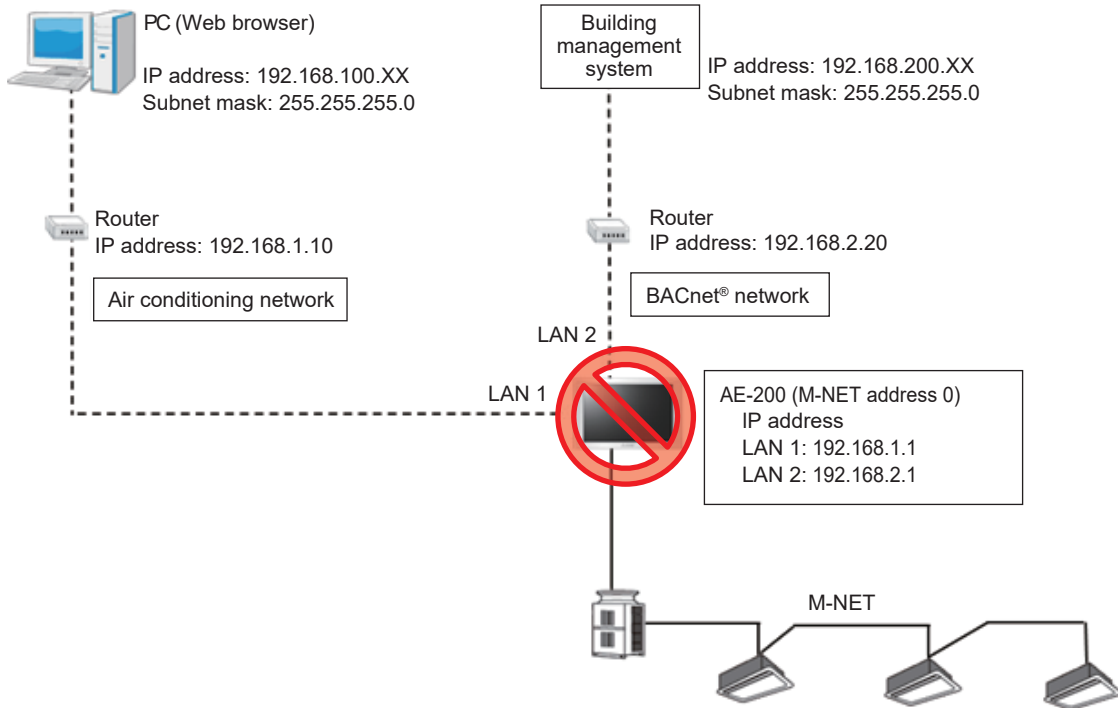 PC (Web browser)
IP address: 192.168.100.XX
Subnet mask: 255.255.255.0
Building
management
system
IP address: 192.168.200.XX
Subnet mask: 255.255.255.0
Router
IP address: 192.168.1.10
Router
IP address: 192.168.2.20
Air conditioning network
BACnet® network
LAN 2
LAN 1
AE-200 (M-NET address 0)
IP address
LAN 1: 192.168.1.1
LAN 2: 192.168.2.1
M-NET